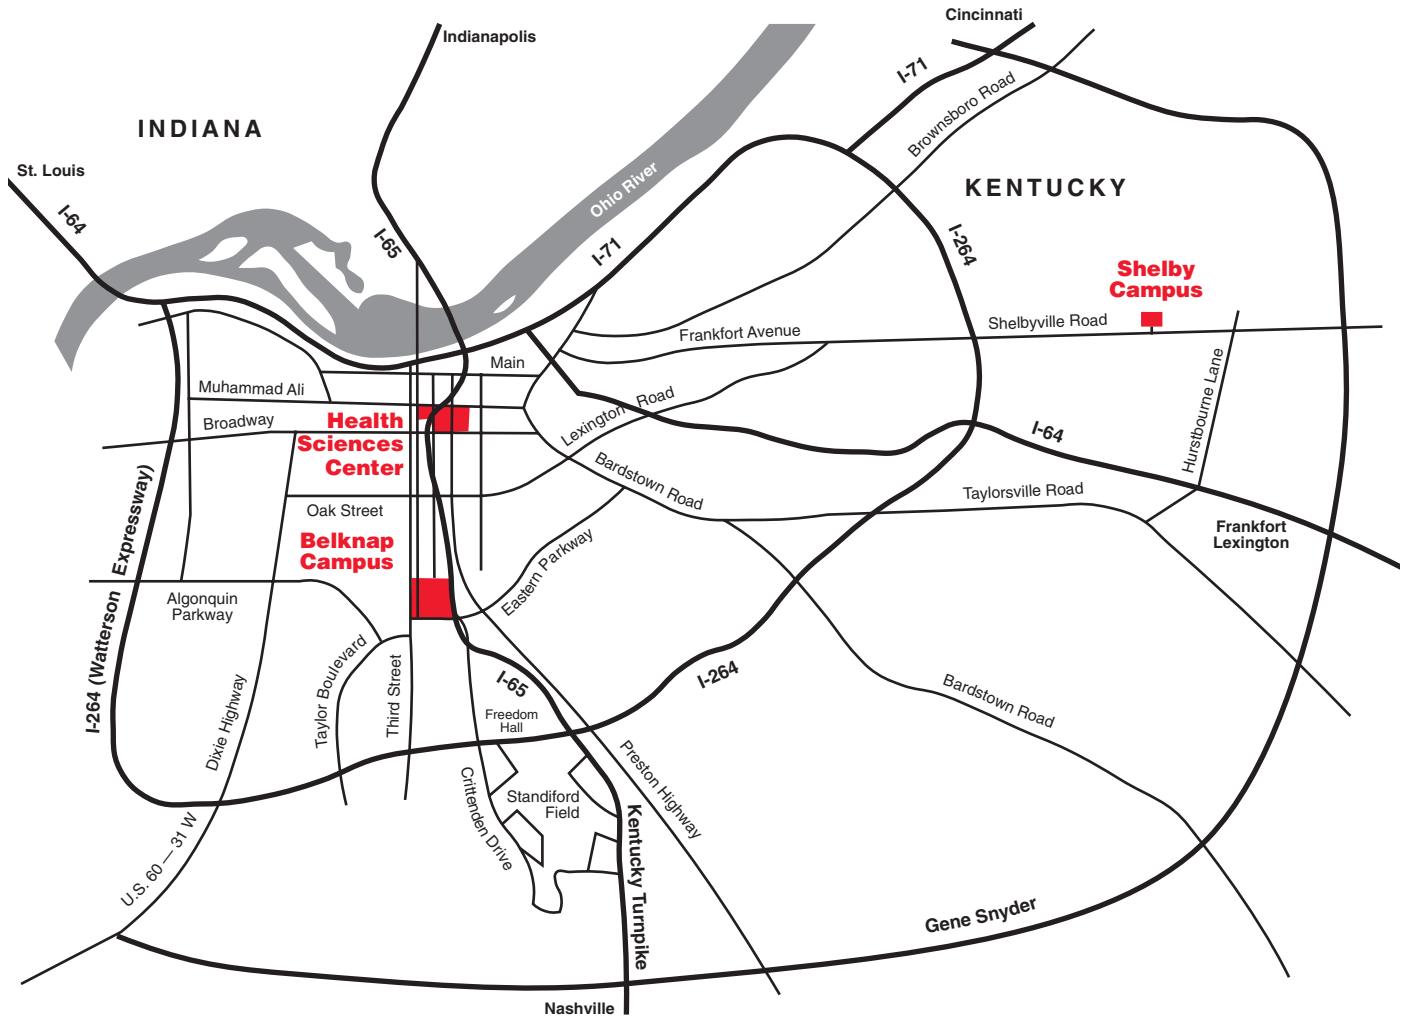 Cincinnati
Indianapolis
I-71
Brownsboro Road
INDIANA
St. Louis
KENTUCKY
Ohio River
I-64
I-65
I-71
I-264
Shelby
Campus
Shelbyville Road
Frankfort Avenue
Main
Muhammad Ali
Hurstbourne Lane
Lexington Road
Broadway
Health
Sciences
Center
I-64
Bardstown Road
Taylorsville Road
Oak Street
Frankfort
Lexington
Belknap
Campus
I-264 (Watterson Expressway)
Eastern Parkway
Algonquin
Parkway
Taylor Boulevard
Third Street
I-65
I-264
Bardstown Road
Dixie Highway
Freedom
Hall
Preston Highway
Crittenden Drive
Standiford
Field
U.S. 60 — 31 W
Kentucky Turnpike
Gene Snyder
Nashville